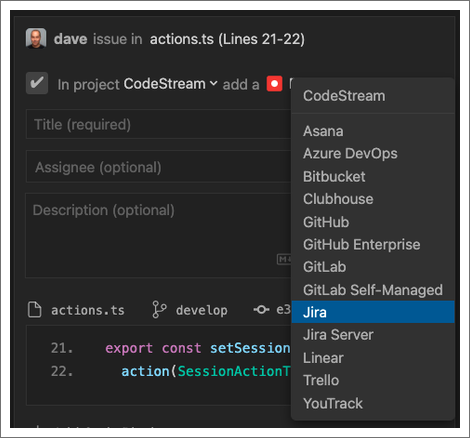 dave issue in actions.ts (Lines 21-22)
In project CodeStream add a
Title (required)
Assignee (optional)
Description (optional)
CodeStream
Asana
Azure DevOps
Bitbucket
Clubhouse
GitHub
GitHub Enterprise
GitLab
GitLab Self-Managed
Jira
Jira Server
Linear
Trello
YouTrack
actions.ts develop e3
21. export const setSession
22. action(SessionActionT